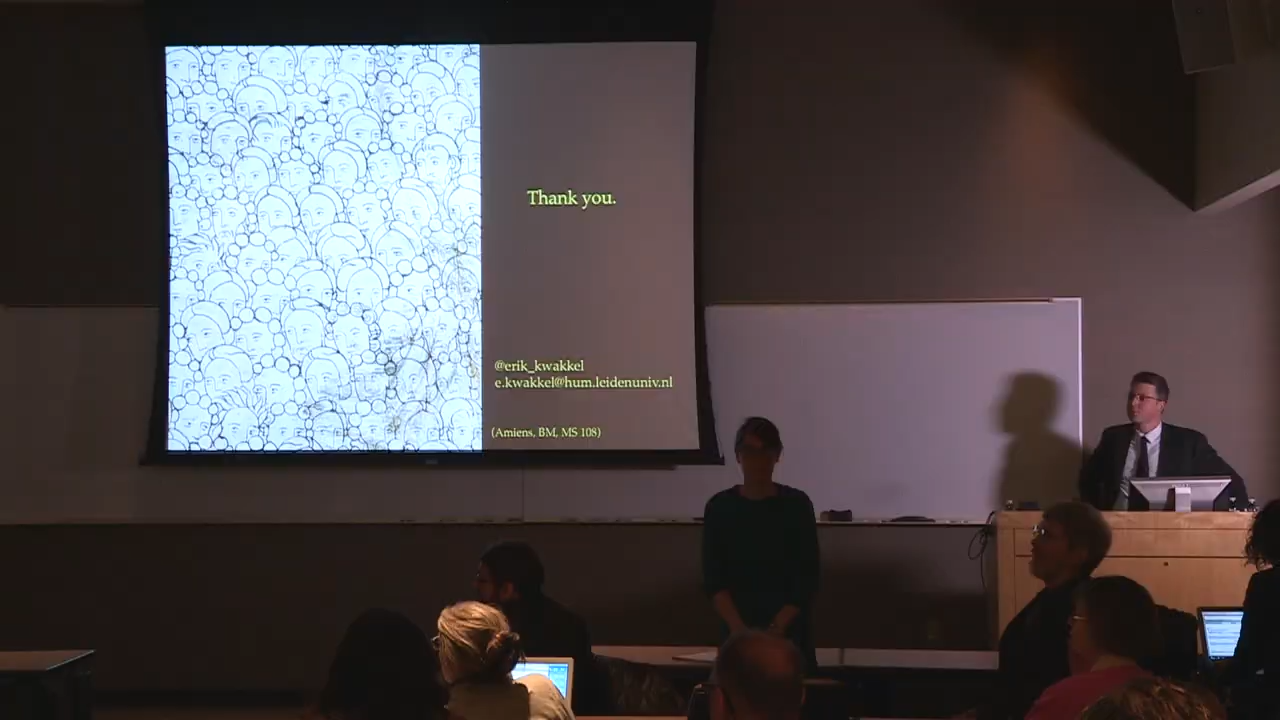 Thank you.
@erik_kwakkel
e.kwakkel@hum.leidenuniv.nl
(Amiens, BM, MS 108)